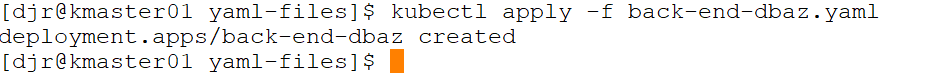 [djr@kmaster01 yaml-files]$ kubectl apply -f back-end-dbaz.yaml
deployment.apps/back-end-dbaz created
[djr@kmaster01 yaml-files]$